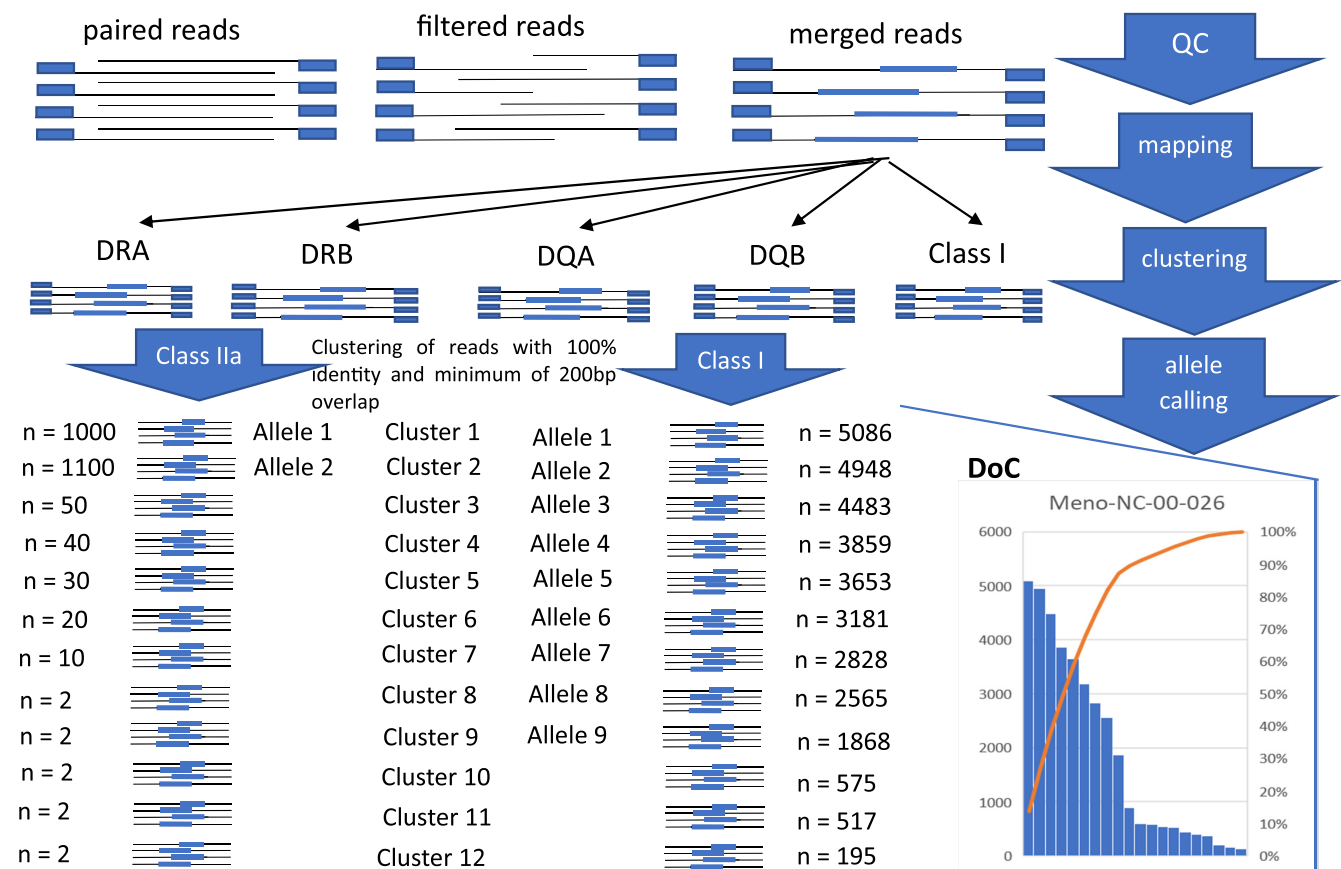 paired reads
filtered reads
merged reads
QC
mapping
DRA
DRB
DQA
DQB
Class I
clustering
Class IIa
Clustering of reads with 100%
identity and minimum of 200bp
overlap
Class I
allele
calling
n = 1000 Allele 1 Cluster 1 Allele 1 n = 5086
n = 1100 Allele 2 Cluster 2 Allele 2 n = 4948
n = 50 Cluster 3 Allele 3 n = 4483
n = 40 Cluster 4 Allele 4 n = 3859
n = 30 Cluster 5 Allele 5 n = 3653
n = 20 Cluster 6 Allele 6 n = 3181
n = 10 Cluster 7 Allele 7 n = 2828
n = 2 Cluster 8 Allele 8 n = 2565
n = 2 Cluster 9 Allele 9 n = 1868
n = 2 Cluster 10 n = 575
n = 2 Cluster 11 n = 517
n = 2 Cluster 12 n = 195
DoC
Meno-NC-00-026
6000 100%
90%
5000
80%
4000 70%
60%
3000 50%
40%
2000
30%
1000 20%
10%
0 0%